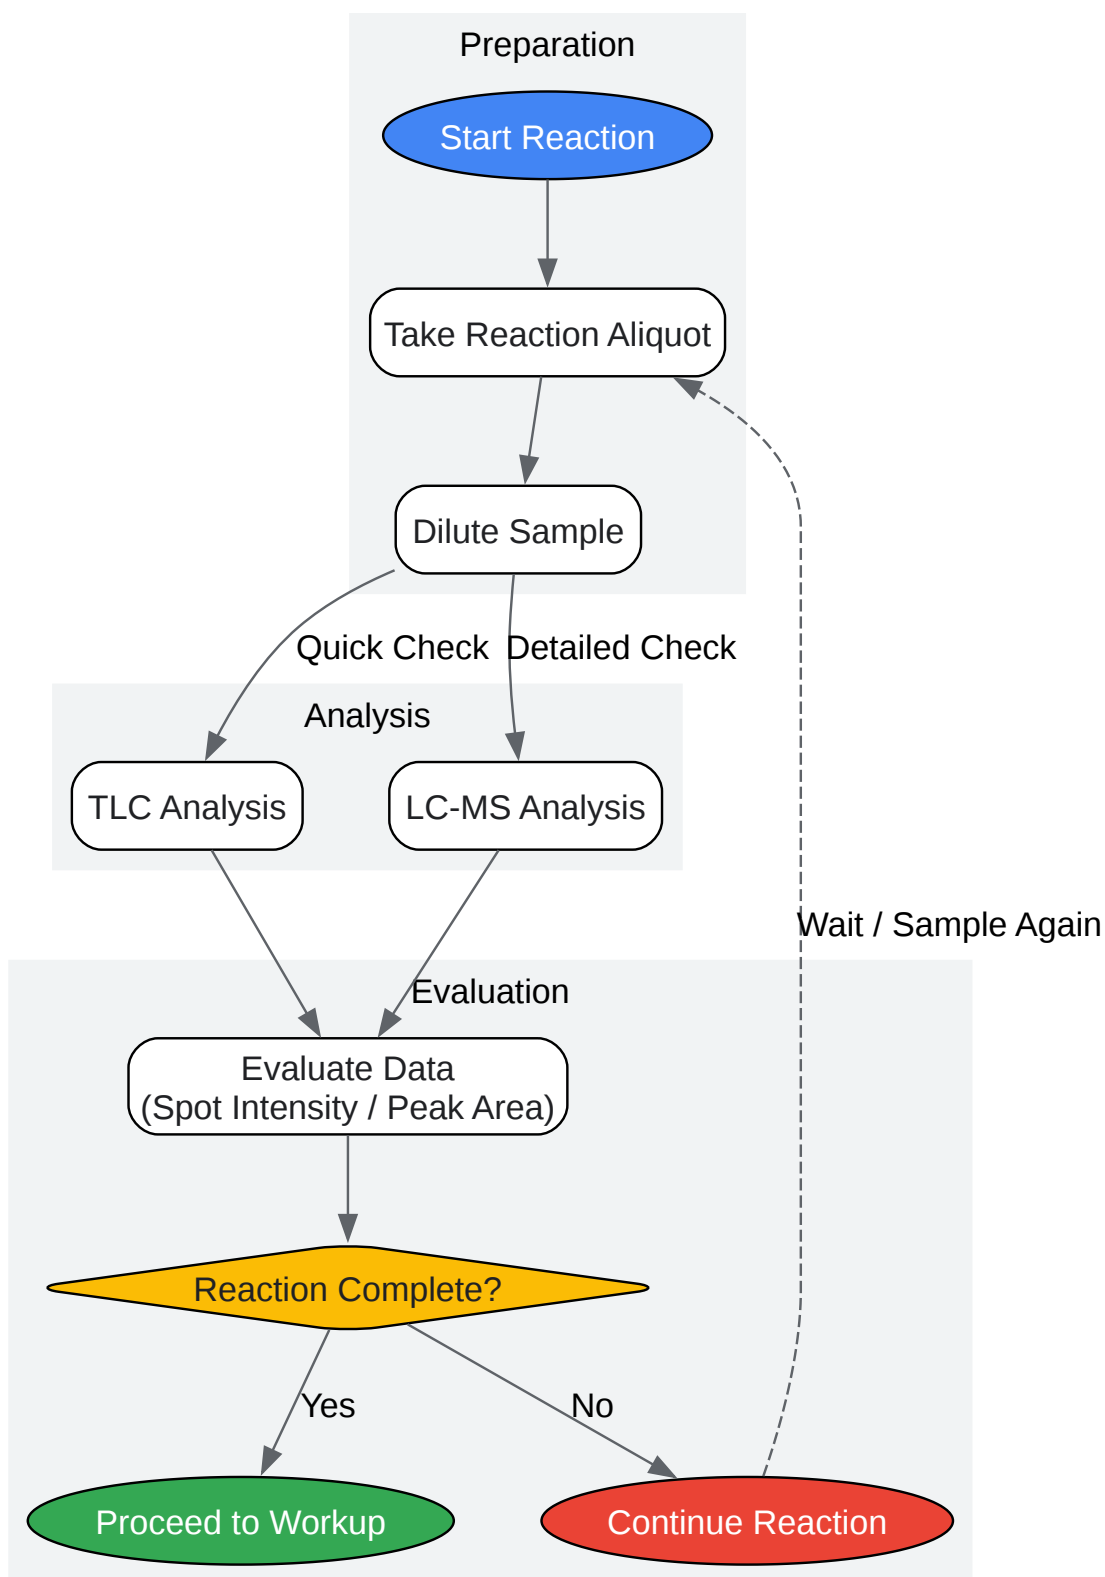 Preparation
Start Reaction
Take Reaction Aliquot
Dilute Sample
Quick Check
Detailed Check
Analysis
TLC Analysis
LC-MS Analysis
Wait / Sample Again
Evaluation
Evaluate Data
(Spot Intensity / Peak Area)
Reaction Complete?
Yes
No
Proceed to Workup
Continue Reaction